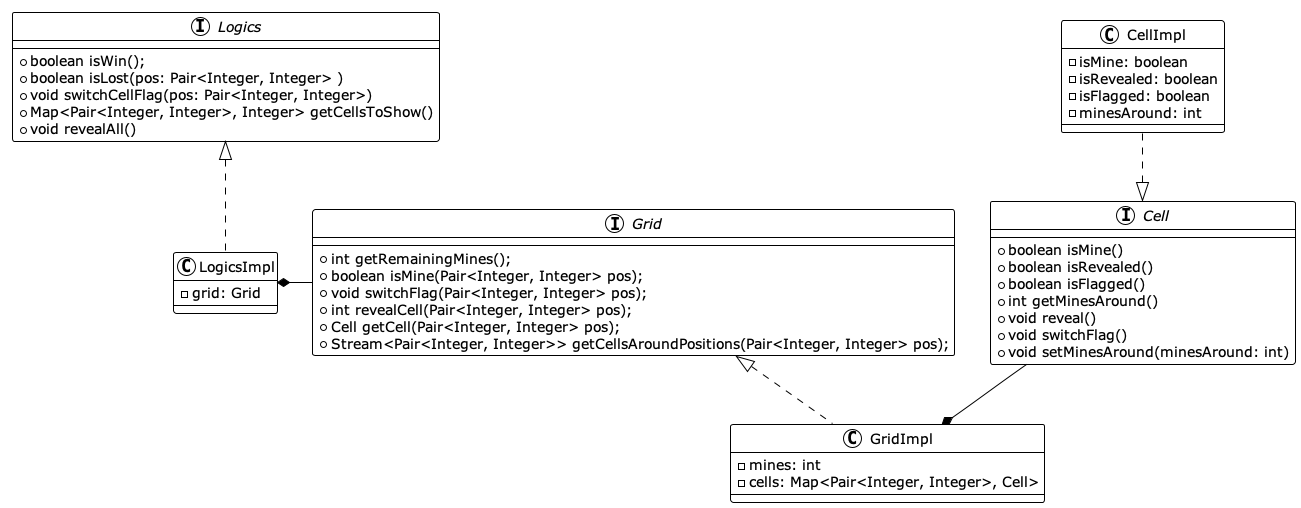 I Logics
boolean isWin();
boolean isLost(pos: Pair<Integer, Integer> )
void switchCellFlag(pos: Pair<Integer, Integer>)
Map<Pair<Integer, Integer>, Integer> getCellsToShow()
void revealAll()
C CellImpl
isMine: boolean
isRevealed: boolean
isFlagged: boolean
minesAround: int
C LogicsImpl
grid: Grid
I Grid
int getRemainingMines();
boolean isMine(Pair<Integer, Integer> pos);
void switchFlag(Pair<Integer, Integer> pos);
int revealCell(Pair<Integer, Integer> pos);
Cell getCell(Pair<Integer, Integer> pos);
Stream<Pair<Integer, Integer>> getCellsAroundPositions(Pair<Integer, Integer> pos);
I Cell
boolean isMine()
boolean isRevealed()
boolean isFlagged()
int getMinesAround()
void reveal()
void switchFlag()
void setMinesAround(minesAround: int)
C GridImpl
mines: int
cells: Map<Pair<Integer, Integer>, Cell>